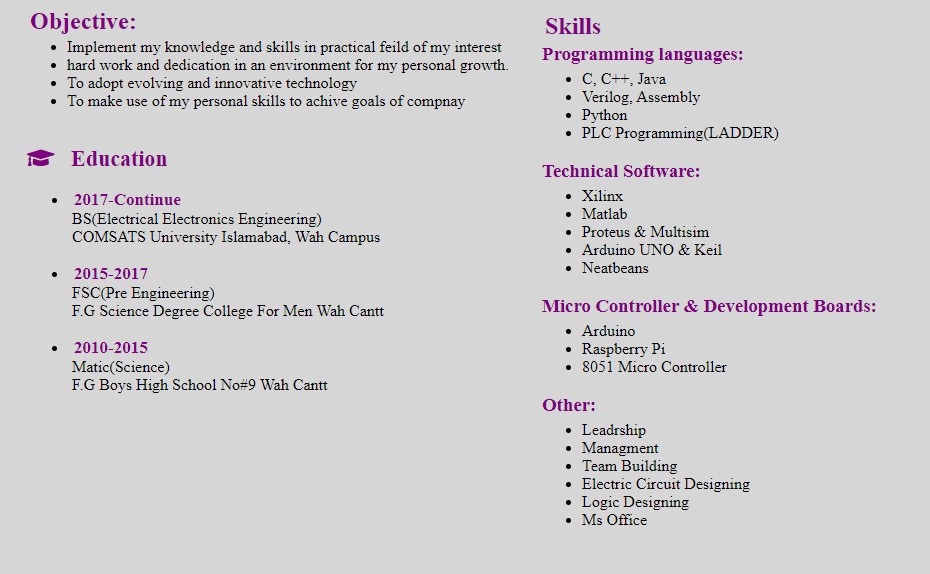 Objective:
Implement my knowledge and skills in practical feild of my interest
hard work and dedication in an environment for my personal growth.
To adopt evolving and innovative technology
To make use of my personal skills to achive goals of compnay
Education
2017-Continue
BS(Electrical Electronics Engineering)
COMSATS University Islamabad, Wah Campus
2015-2017
FSC(Pre Engineering)
F.G Science Degree College For Men Wah Cantt
2010-2015
Matic(Science)
F.G Boys High School No#9 Wah Cantt
Skills
Programming languages:
C, C++, Java
Verilog, Assembly
Python
PLC Programming(LADDER)
Technical Software:
Xilinx
Matlab
Proteus & Multisim
Arduino UNO & Keil
Neatbeans
Micro Controller & Development Boards:
Arduino
Raspberry Pi
8051 Micro Controller
Other:
Leadrship
Managment
Team Building
Electric Circuit Designing
Logic Designing
Ms Office